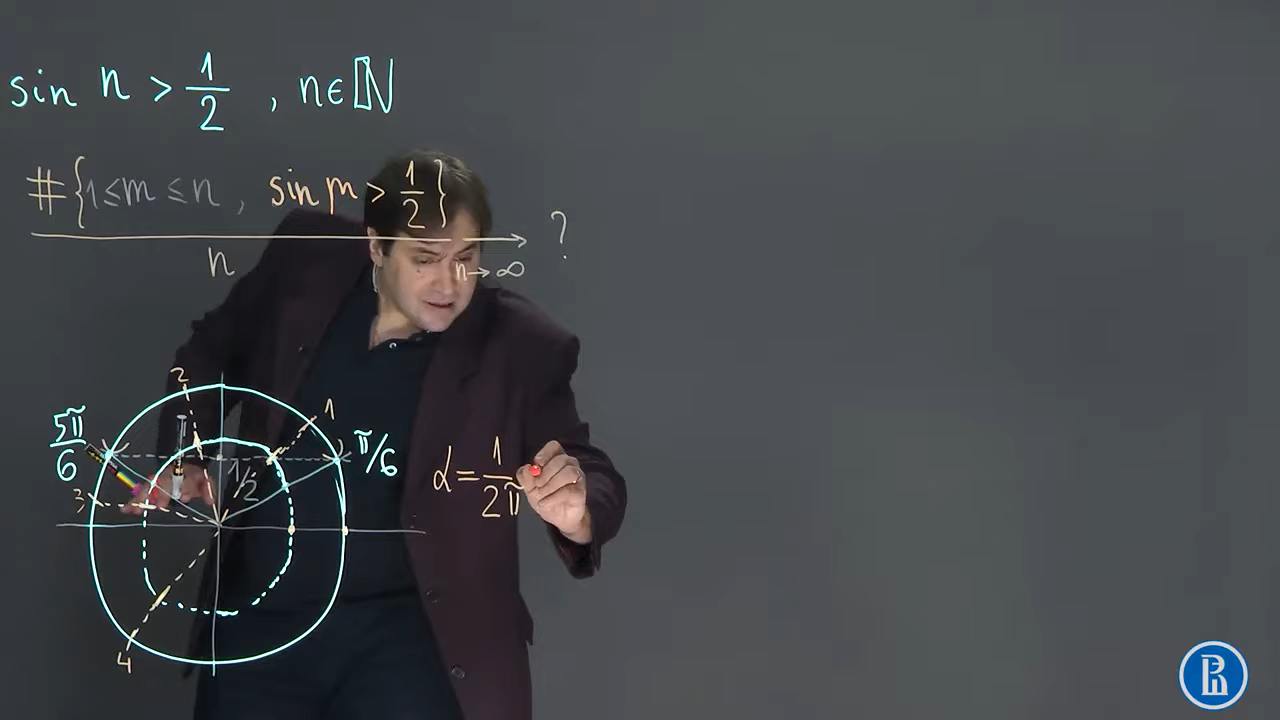 sin n > 1/2 , n∈ℕ
#{1≤m≤n, sin m > 1/2}
n
n→∞
?
2
1
5π/6
π/6
1/2
3
α = 1/2π
4